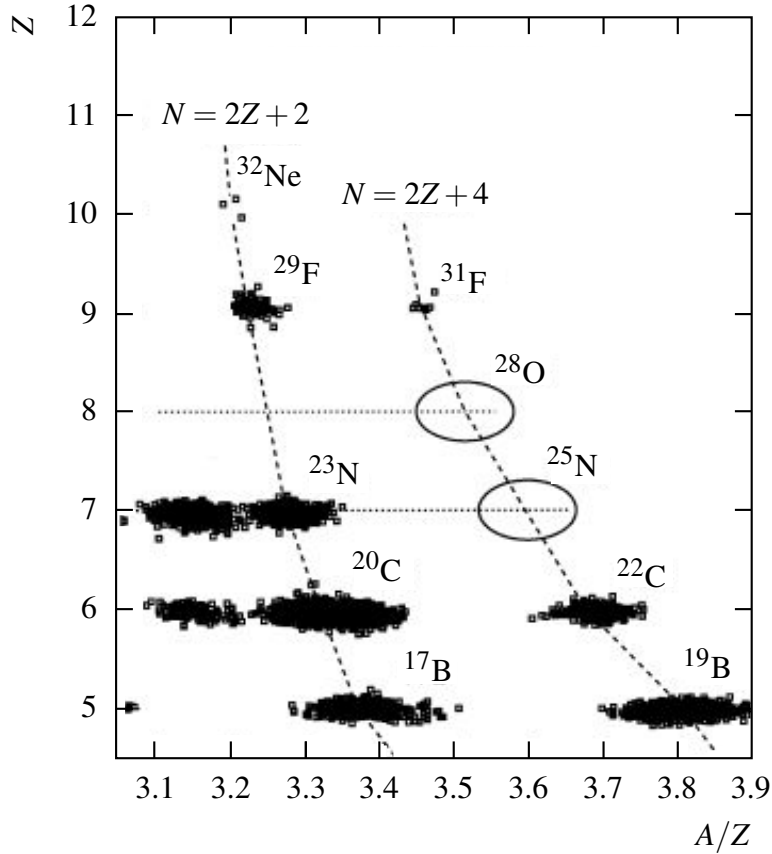 Z
12
11
10
9
8
7
6
5
N = 2Z + 2
³²Ne
N = 2Z + 4
²⁹F
³¹F
²⁸O
²³N
²⁵N
²⁰C
²²C
¹⁷B
¹⁹B
3.1 3.2 3.3 3.4 3.5 3.6 3.7 3.8 3.9
A/Z